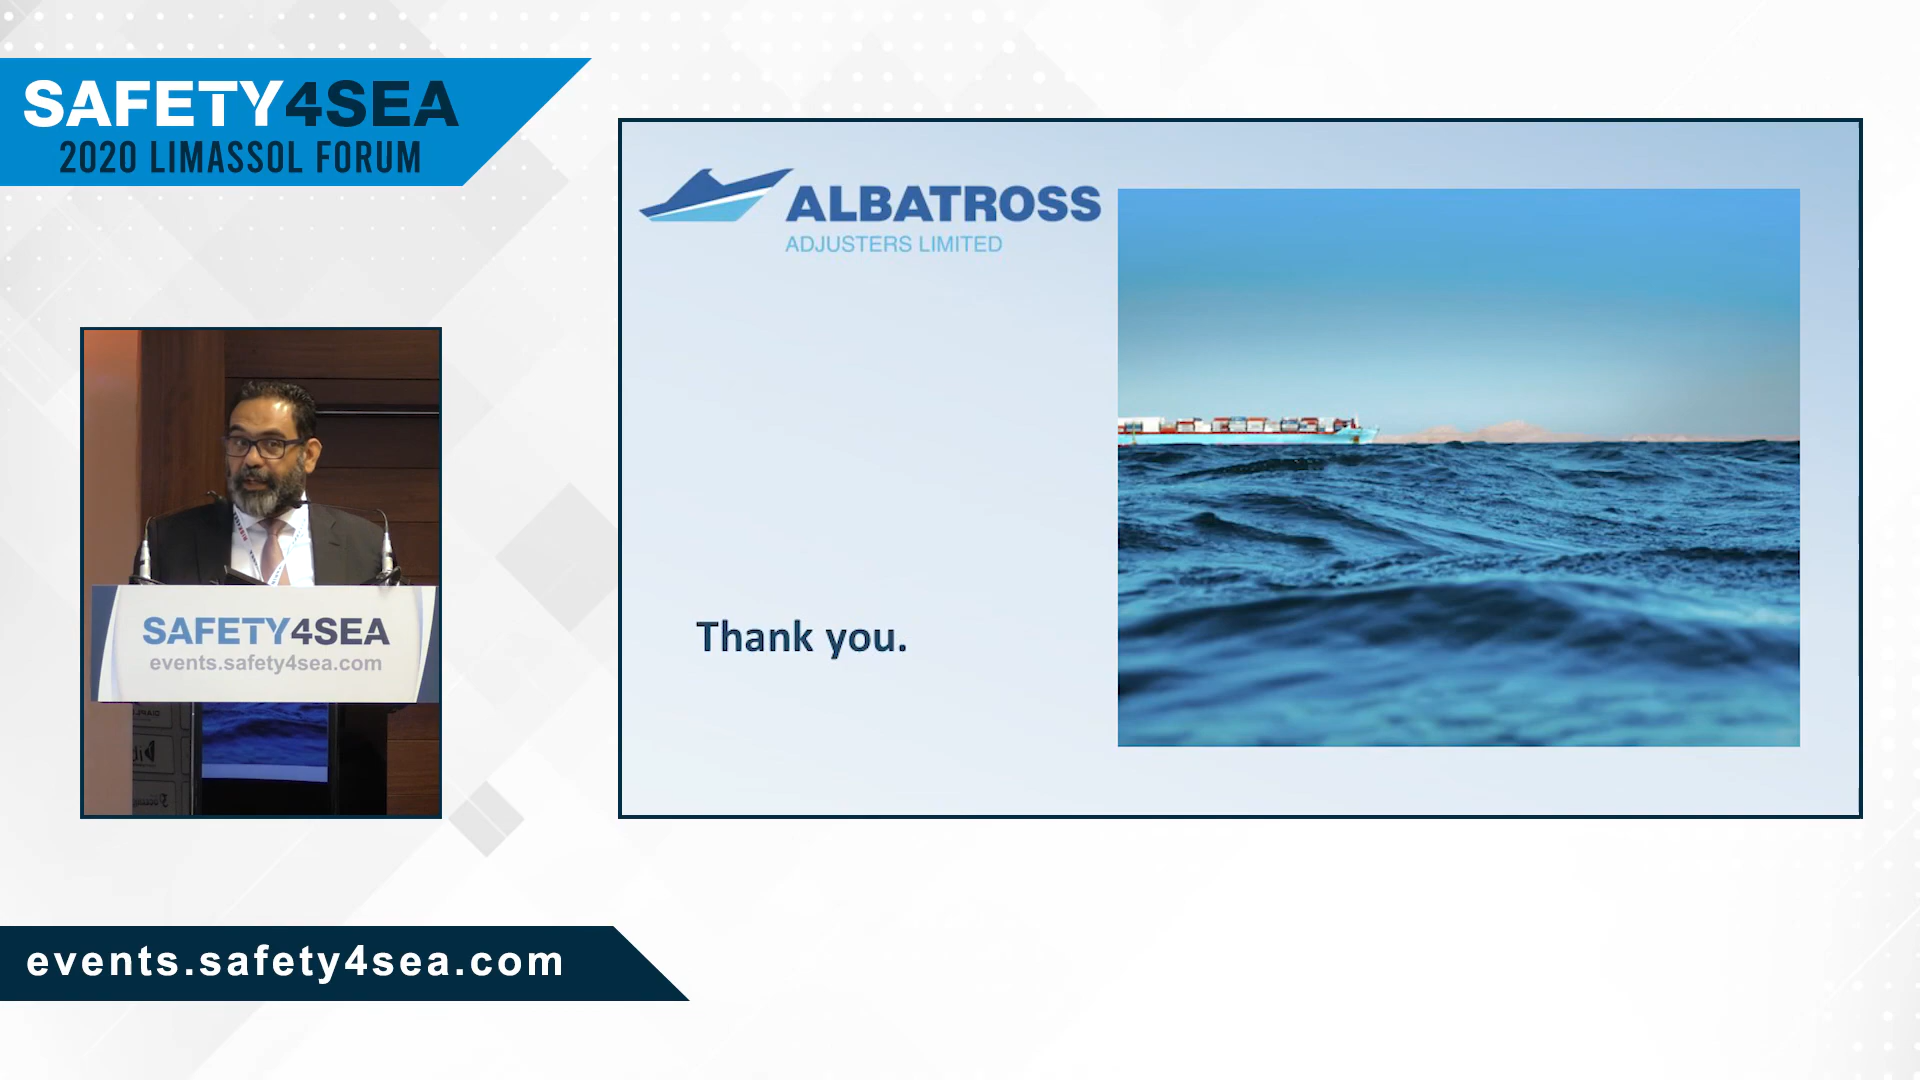 SAFETY4SEA
2020 LIMASSOL FORUM
ALBATROSS
ADJUSTERS LIMITED
Thank you.
SAFETY4SEA
events.safety4sea.com
events.safety4sea.com